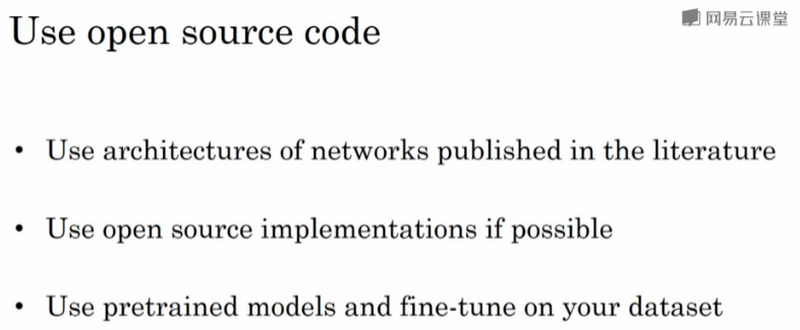 Use open source code
网易云课堂
• Use architectures of networks published in the literature
• Use open source implementations if possible
• Use pretrained models and fine-tune on your dataset